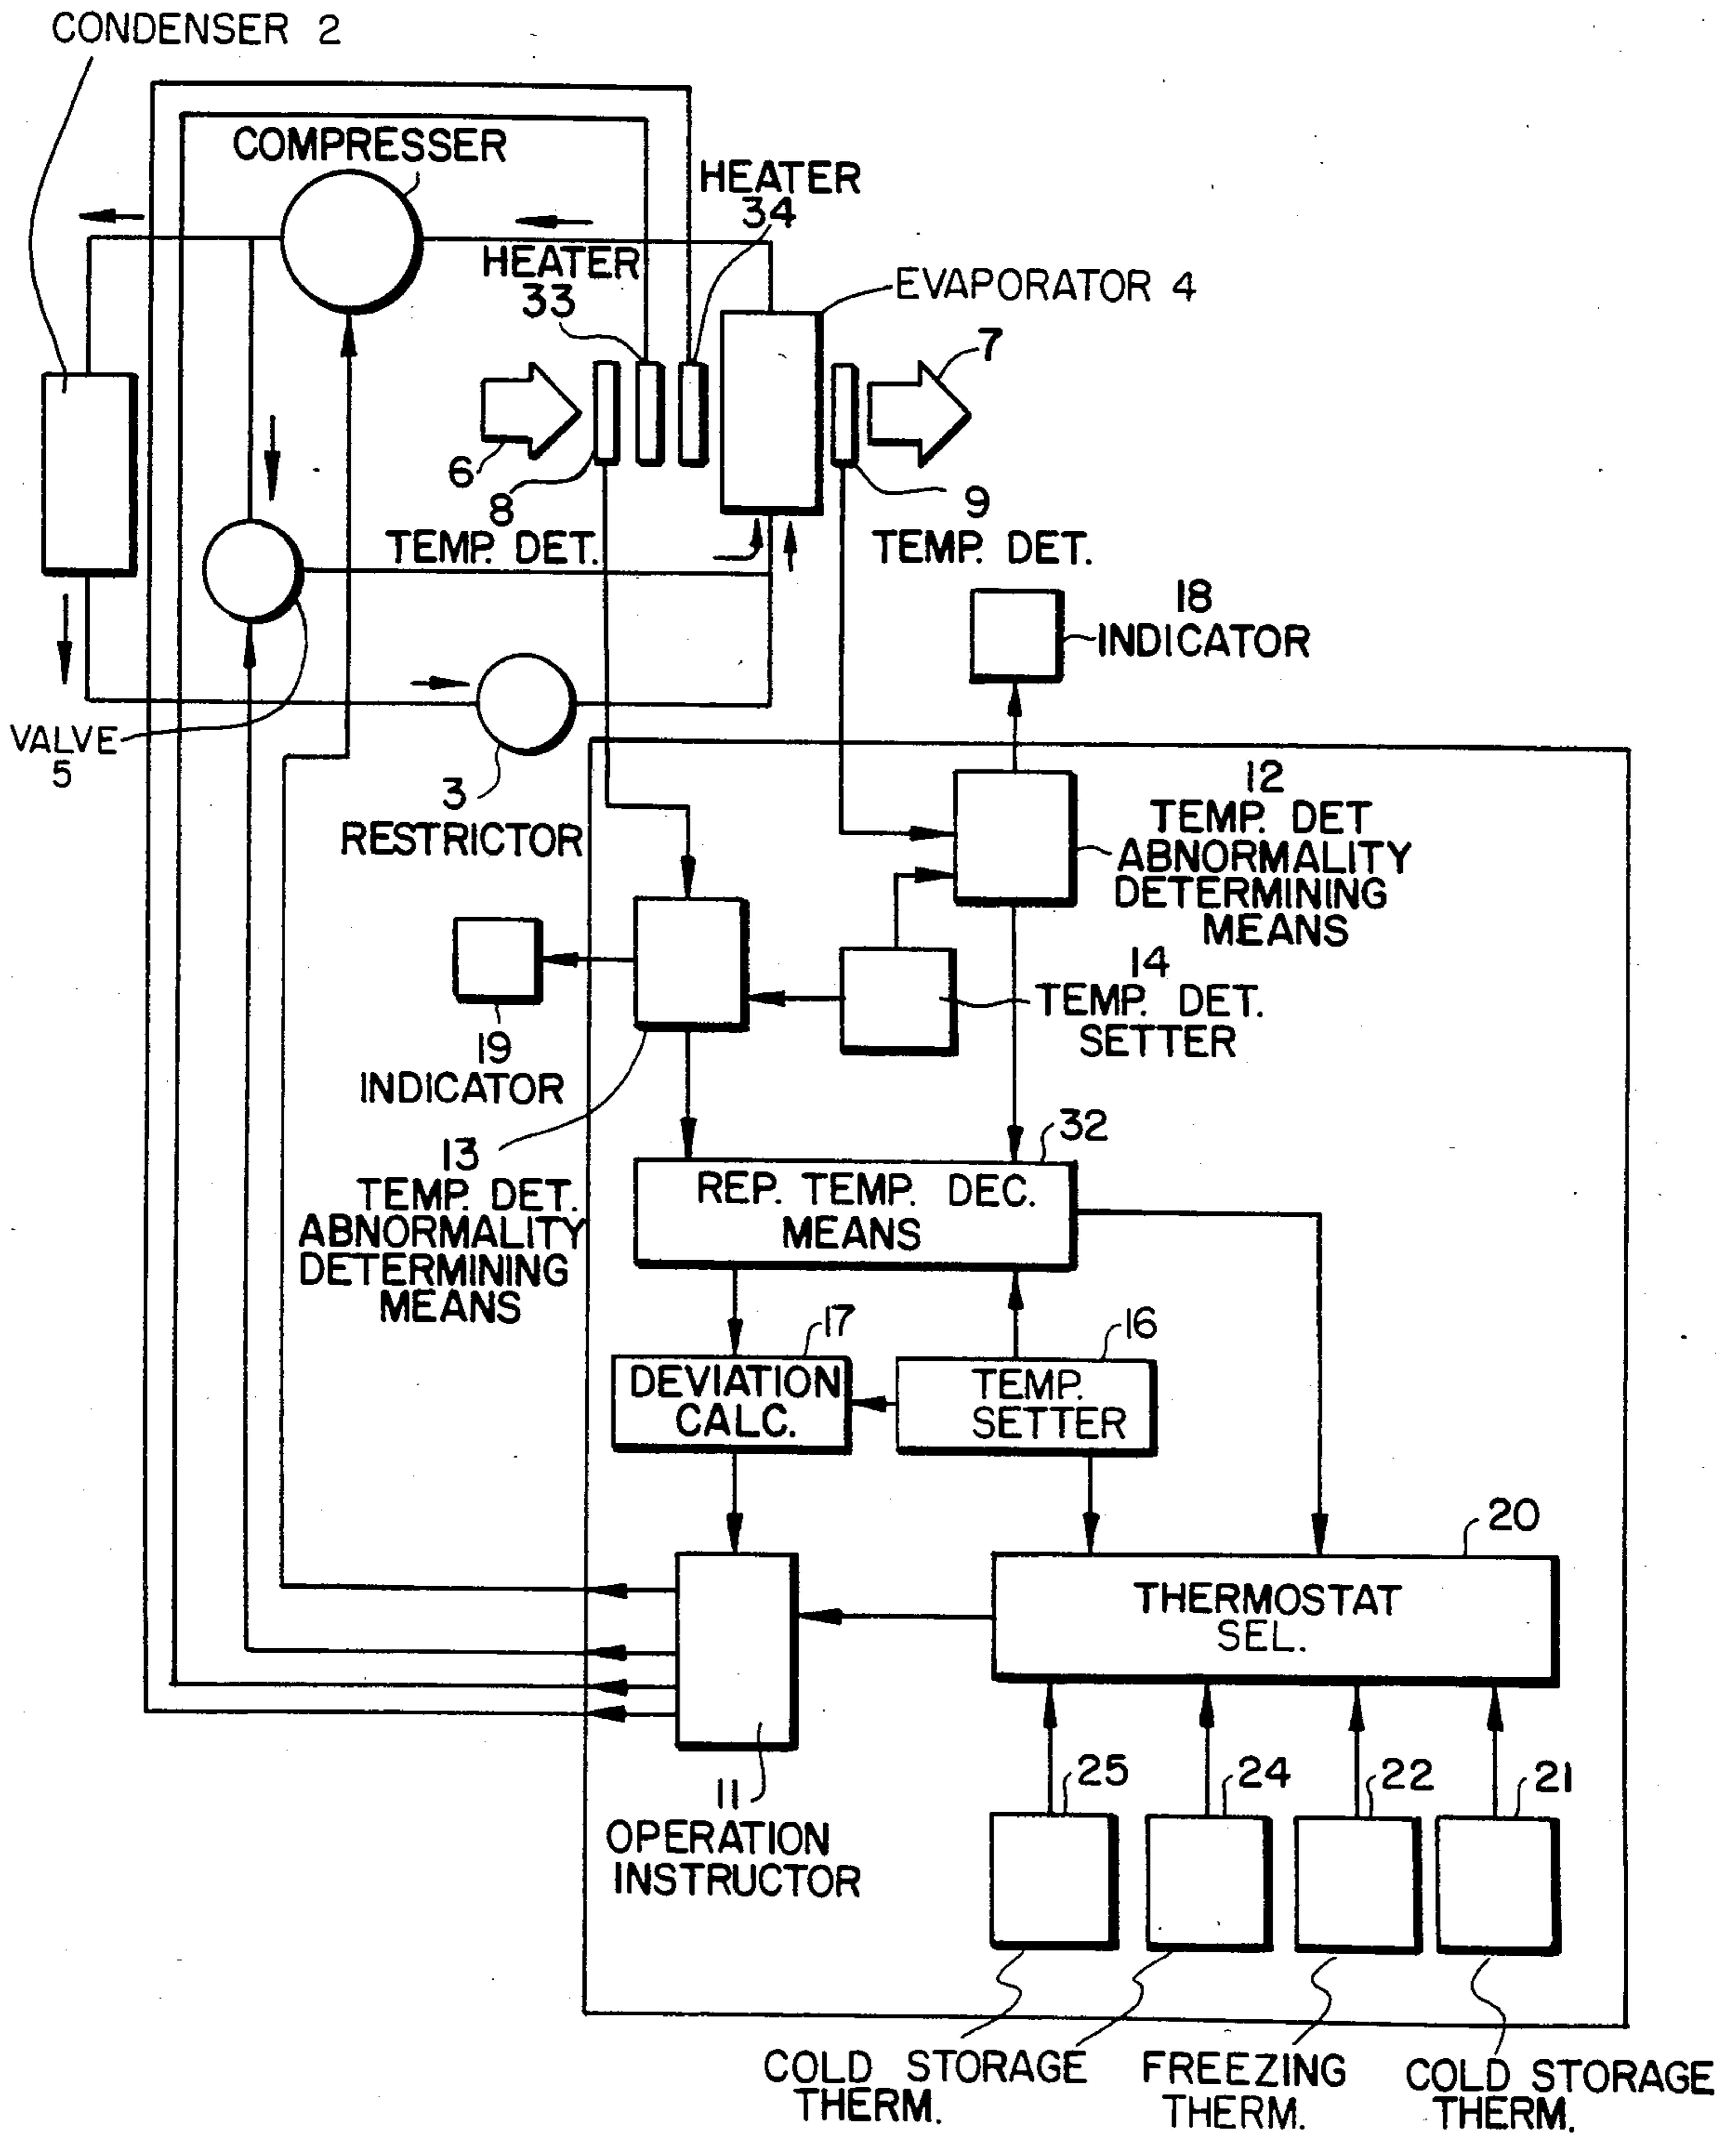 CONDENSER 2
COMPRESSER
HEATER
34
HEATER
33
EVAPORATOR 4
7
6
8
TEMP. DET.
9
TEMP. DET.
18
INDICATOR
VALVE
5
3
RESTRICTOR
12
TEMP. DET
ABNORMALITY
DETERMINING
MEANS
14
TEMP. DET.
SETTER
19
INDICATOR
13
TEMP. DET.
ABNORMALITY
DETERMINING
MEANS
32
REP. TEMP. DEC.
MEANS
17
DEVIATION
CALC.
16
TEMP.
SETTER
20
THERMOSTAT
SEL.
11
OPERATION
INSTRUCTOR
25
24
22
21
COLD STORAGE
THERM.
FREEZING
THERM.
COLD STORAGE
THERM.